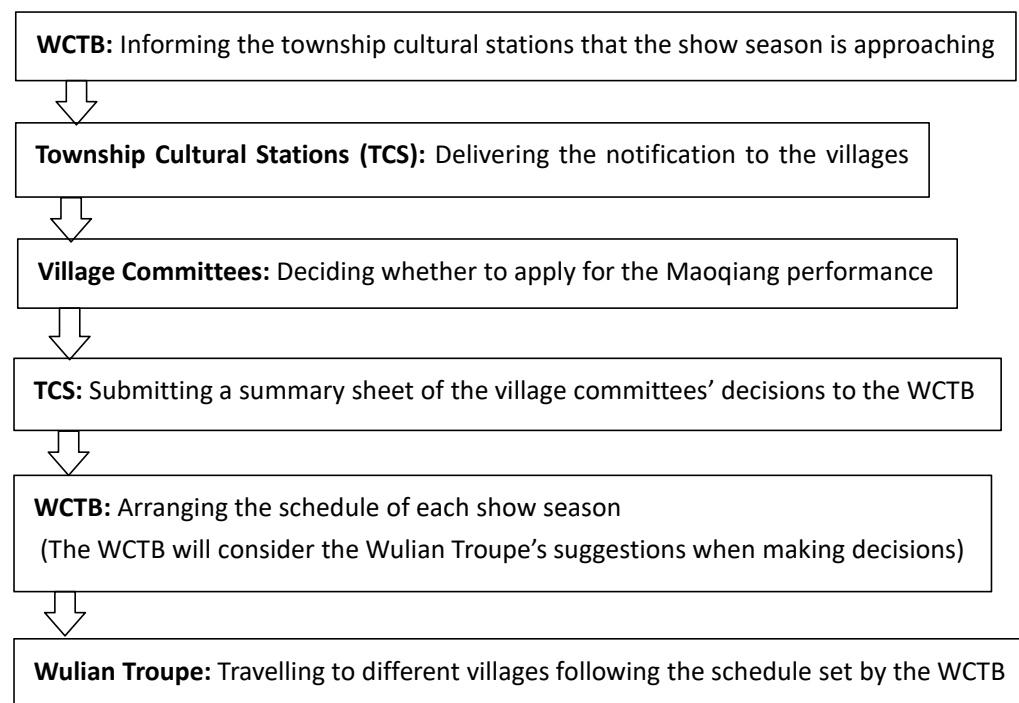 WCTB: Informing the township cultural stations that the show season is approaching
Township Cultural Stations (TCS): Delivering the notification to the villages
Village Committees: Deciding whether to apply for the Maoqiang performance
TCS: Submitting a summary sheet of the village committees’ decisions to the WCTB
WCTB: Arranging the schedule of each show season
(The WCTB will consider the Wulian Troupe’s suggestions when making decisions)
Wulian Troupe: Travelling to different villages following the schedule set by the WCTB